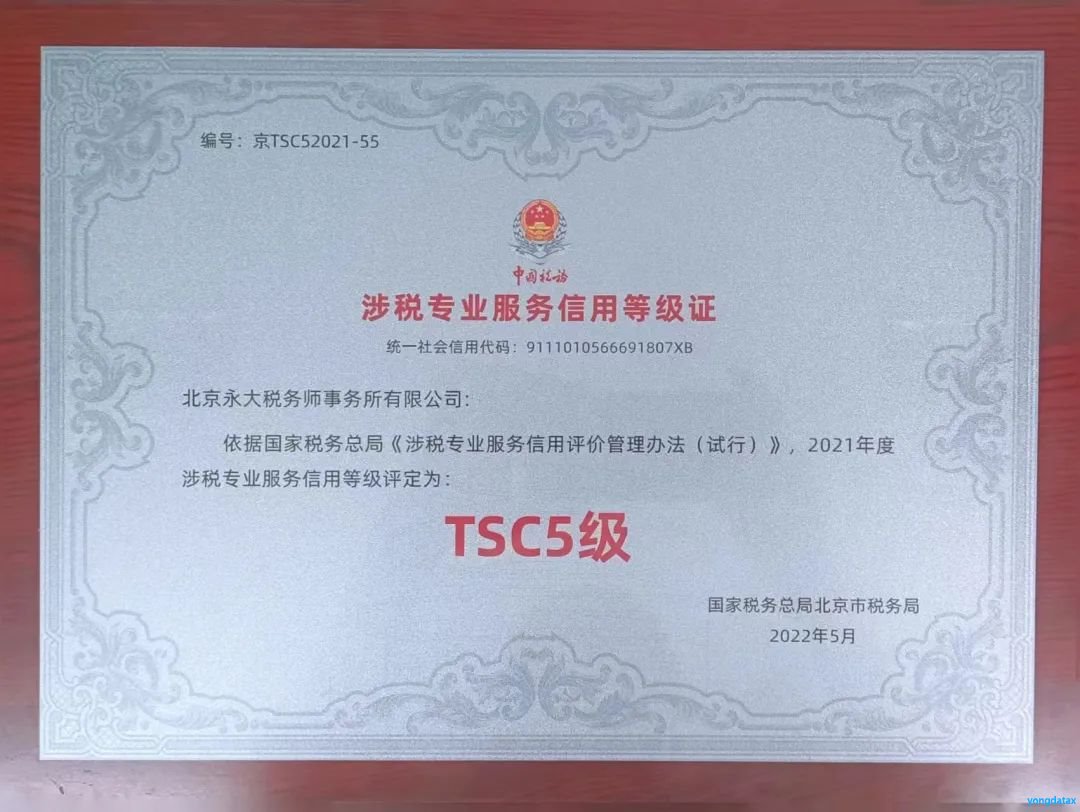 编号：京TSC52021-55
中国税务
涉税专业服务信用等级证
统一社会信用代码：9111010566691807XB
北京永大税务师事务所有限公司：
依据国家税务总局《涉税专业服务信用评价管理办法（试行）》，2021年度
涉税专业服务信用等级评定为：
TSC5级
国家税务总局北京市税务局
2022年5月
yongdatax